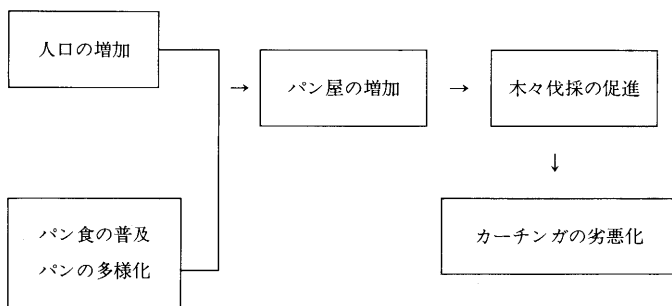 人口の増加
パン屋の増加
木々伐採の促進
パン食の普及
パンの多様化
カーチンガの劣悪化